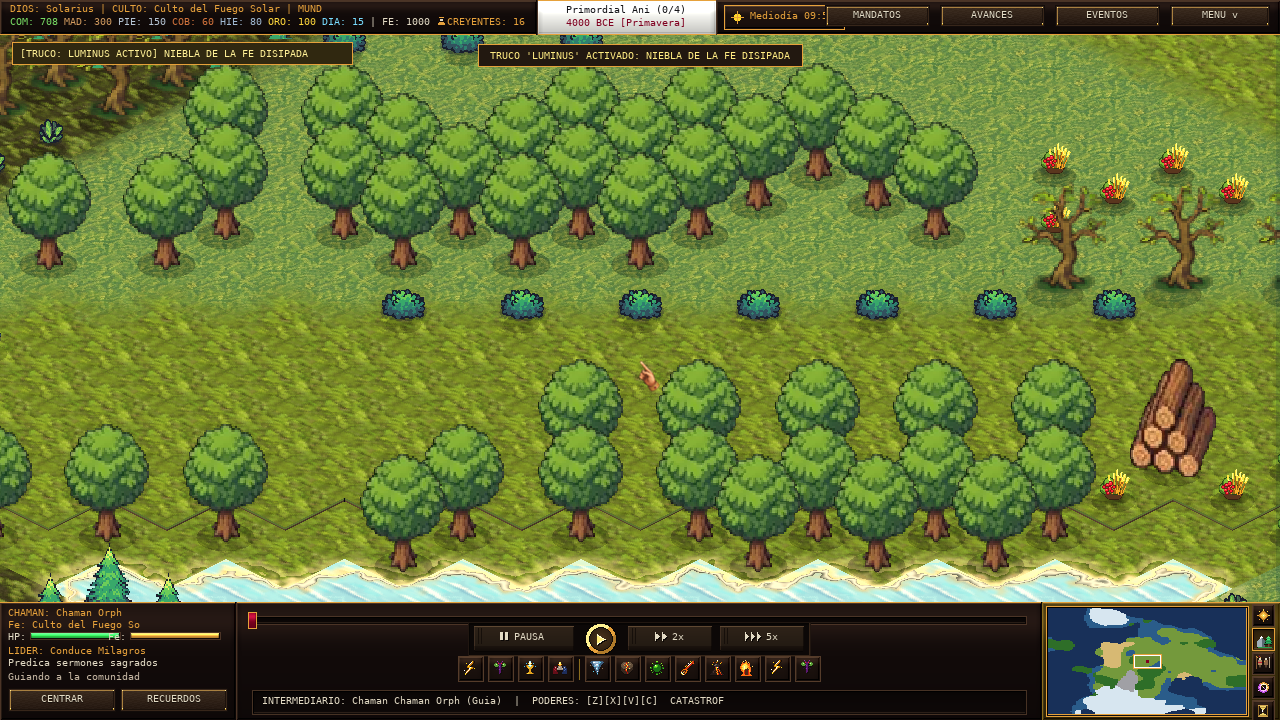 DIOS: Solarius | CULTO: Culto del Fuego Solar | MUND
COM: 708 MAD: 300 PIE: 150 COB: 60 HIE: 80 ORO: 100 DIA: 15 | FE: 1000 CREYENTES: 16
Primordial Ani (0/4)
4000 BCE [Primavera]
Mediodía 09:5
MANDATOS
AVANCES
EVENTOS
MENU v
[TRUCO: LUMINUS ACTIVO] NIEBLA DE LA FE DISIPADA
TRUCO 'LUMINUS' ACTIVADO: NIEBLA DE LA FE DISIPADA
CHAMAN: Chaman Orph
Fe: Culto del Fuego So
HP:
Fe:
LIDER: Conduce Milagros
Predica sermones sagrados
Guiando a la comunidad
CENTRAR
RECUERDOS
PAUSA
2x
5x
INTERMEDIARIO: Chaman Chaman Orph (Guia) | PODERES: [Z][X][V][C] CATASTROF